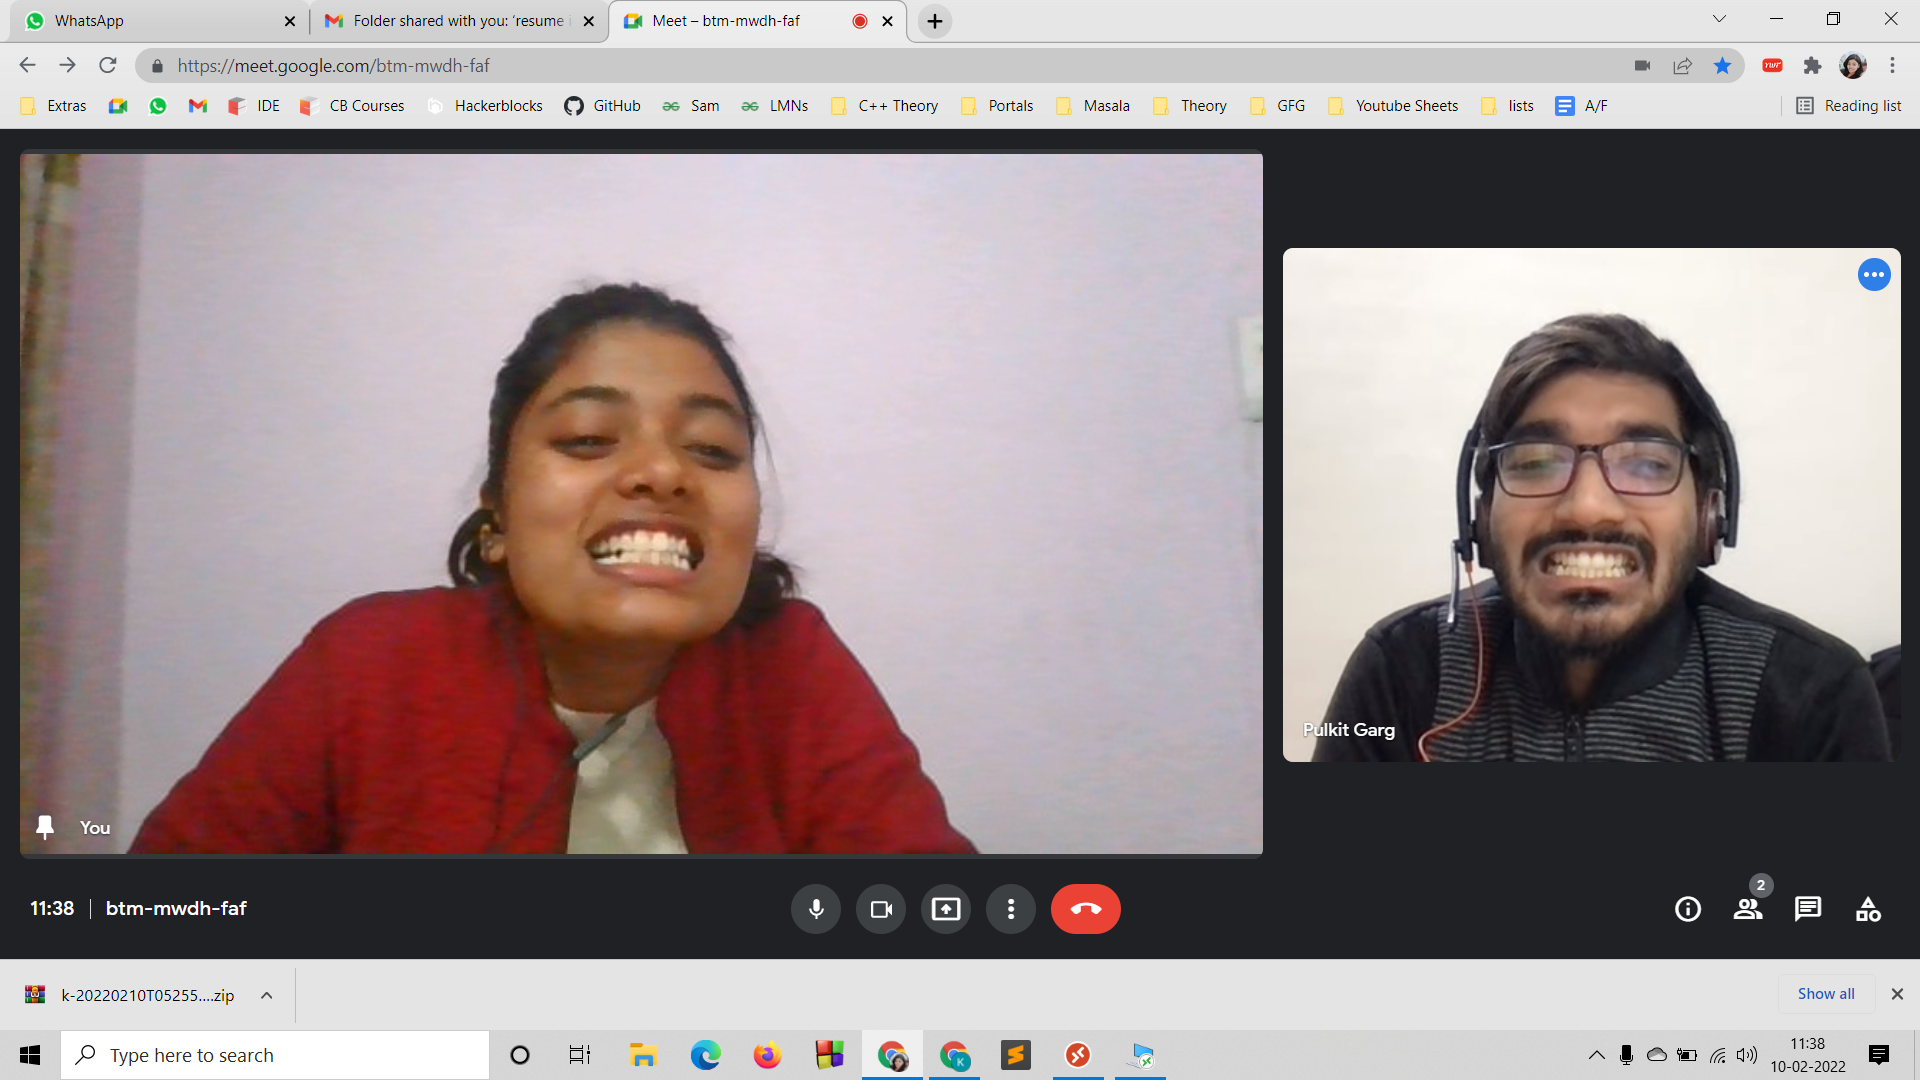 WhatsApp
Folder shared with you: 'resume i
Meet – btm-mwdh-faf
https://meet.google.com/btm-mwdh-faf
Extras
IDE
CB Courses
Hackerblocks
GitHub
Sam
LMNs
C++ Theory
Portals
Masala
Theory
GFG
Youtube Sheets
lists
A/F
Reading list
Pulkit Garg
You
11:38 | btm-mwdh-faf
2
k-20220210T05255....zip
Show all
Type here to search
K
11:38
10-02-2022